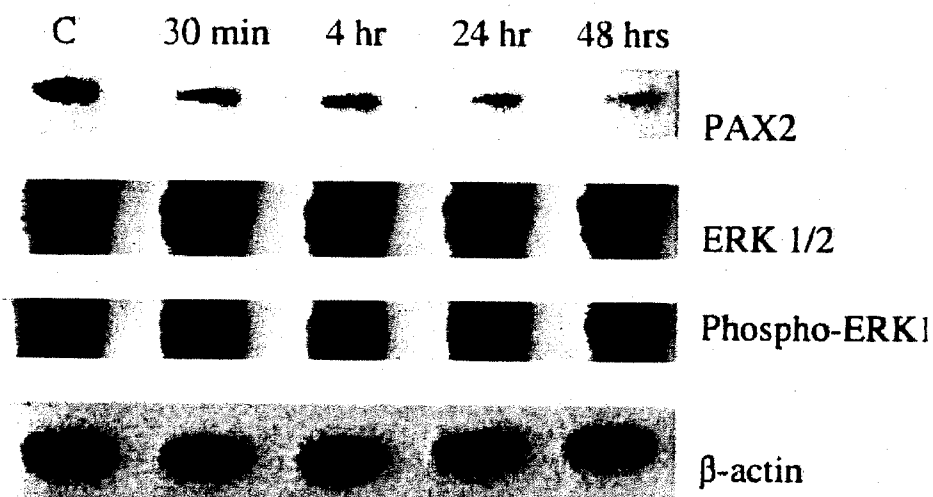 C 30 min 4 hr 24 hr 48 hrs
PAX2
ERK 1/2
Phospho-ERK1
β-actin